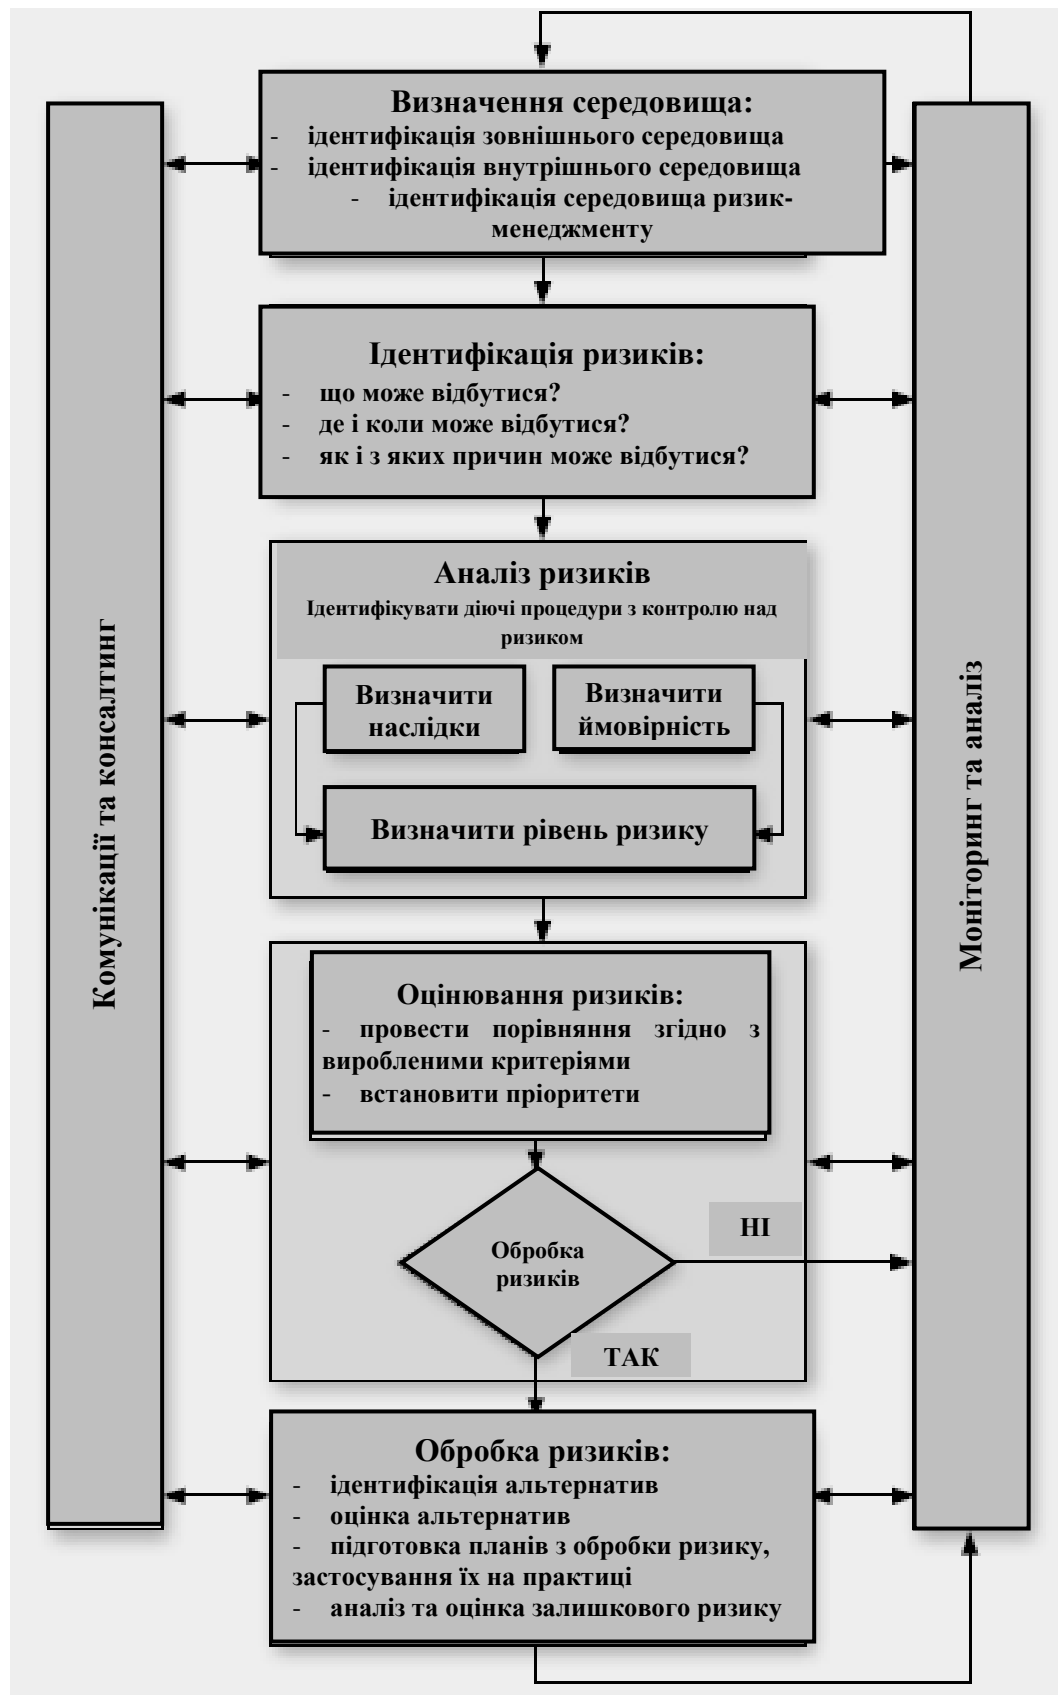 Визначення середовища:
- ідентифікація зовнішнього середовища
- ідентифікація внутрішнього середовища
- ідентифікація середовища ризик-
менеджменту
Ідентифікація ризиків:
- що може відбутися?
- де і коли може відбутися?
- як і з яких причин може відбутися?
Аналіз ризиків
Ідентифікувати діючі процедури з контролю над
ризиком
Визначити
наслідки
Визначити
ймовірність
Визначити рівень ризику
Комунікації та консалтинг
Моніторинг та аналіз
Оцінювання ризиків:
- провести порівняння згідно з
виробленими критеріями
- встановити пріоритети
Обробка
ризиків
НІ
ТАК
Обробка ризиків:
- ідентифікація альтернатив
- оцінка альтернатив
- підготовка планів з обробки ризику,
застосування їх на практиці
- аналіз та оцінка залишкового ризику